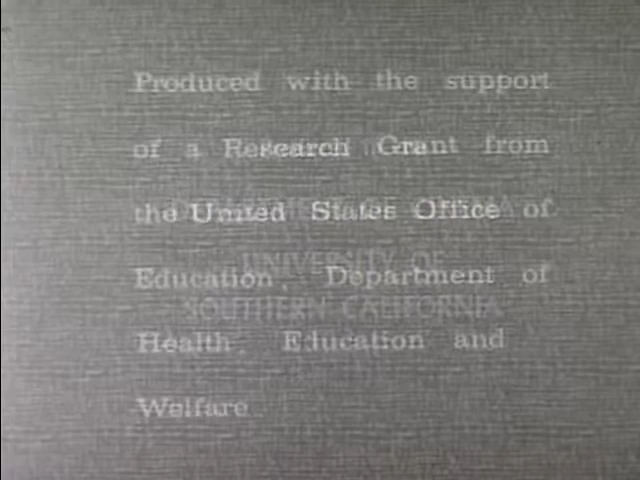 Produced with the support
of a Research Grant from
the United States Office of
Education, Department of
Health, Education and
Welfare
UNIVERSITY OF
SOUTHERN CALIFORNIA